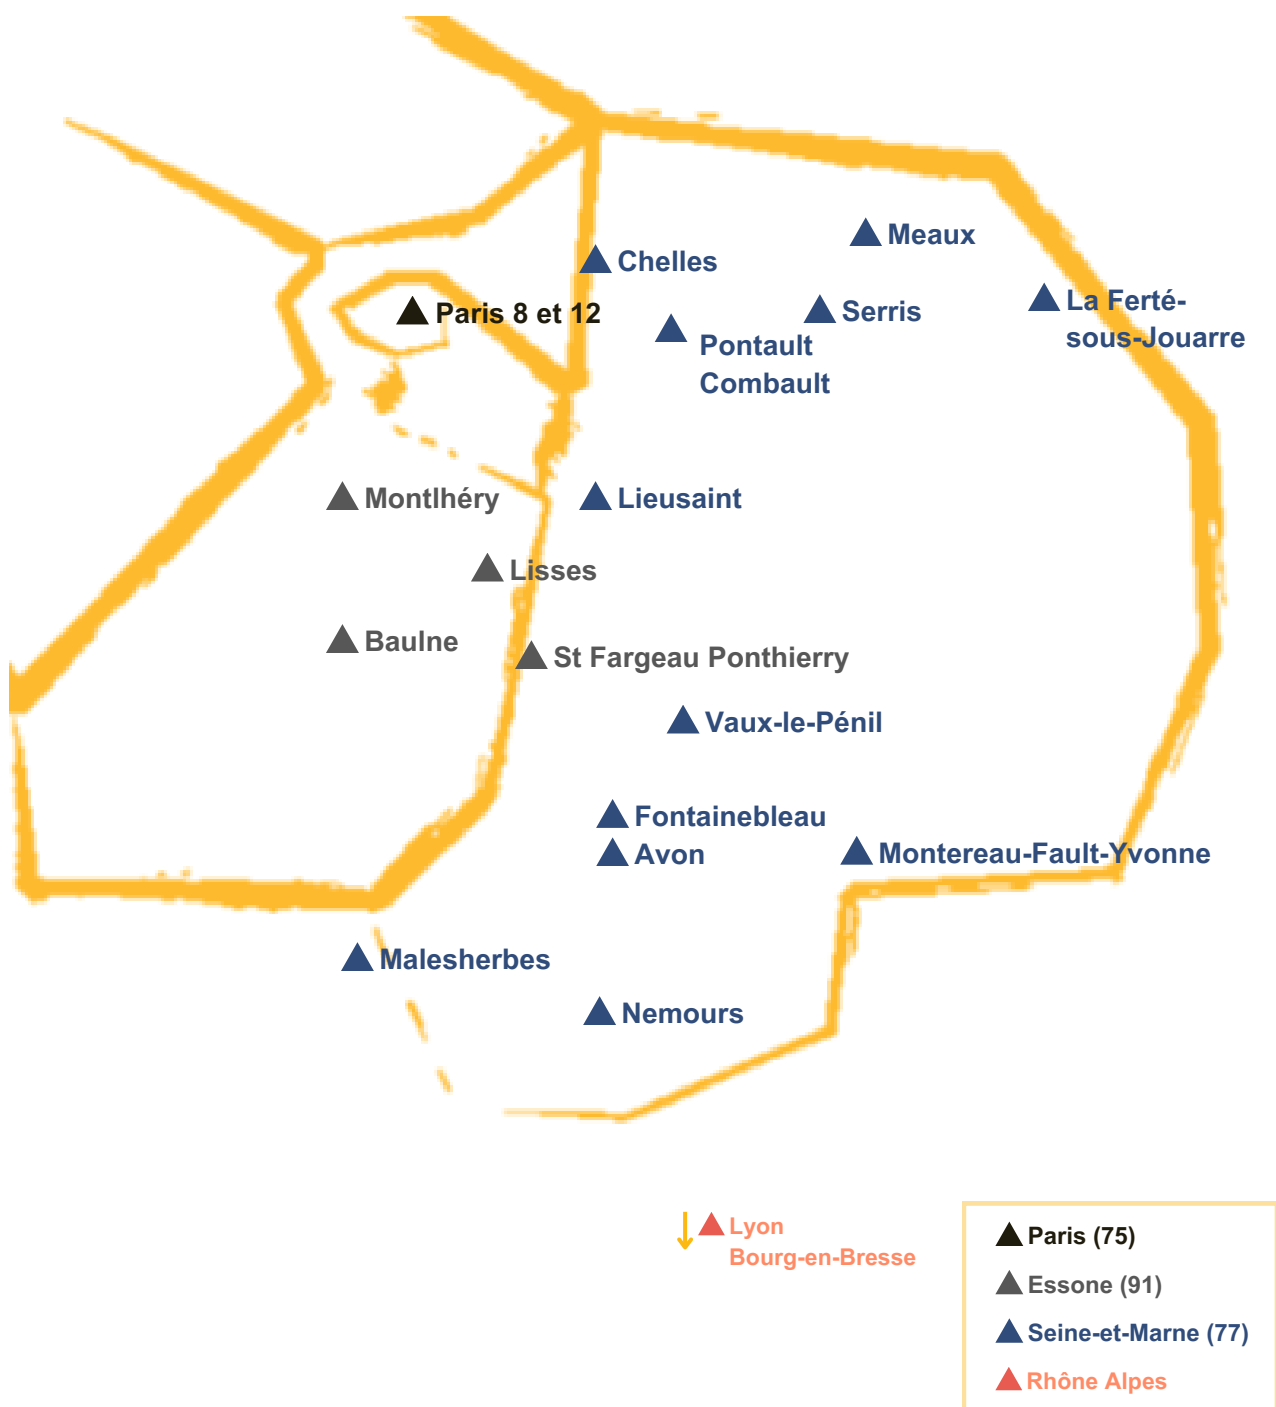 Meaux
Chelles
La Ferté-
sous-Jouarre
Paris 8 et 12
Serris
Pontault
Combault
Montlhéry
Lieusaint
Lisses
Baulne
St Fargeau Ponthierry
Vaux-le-Pénil
Fontainebleau
Avon
Montereau-Fault-Yvonne
Malesherbes
Nemours
Lyon
Bourg-en-Bresse
Paris (75)
Essone (91)
Seine-et-Marne (77)
Rhône Alpes